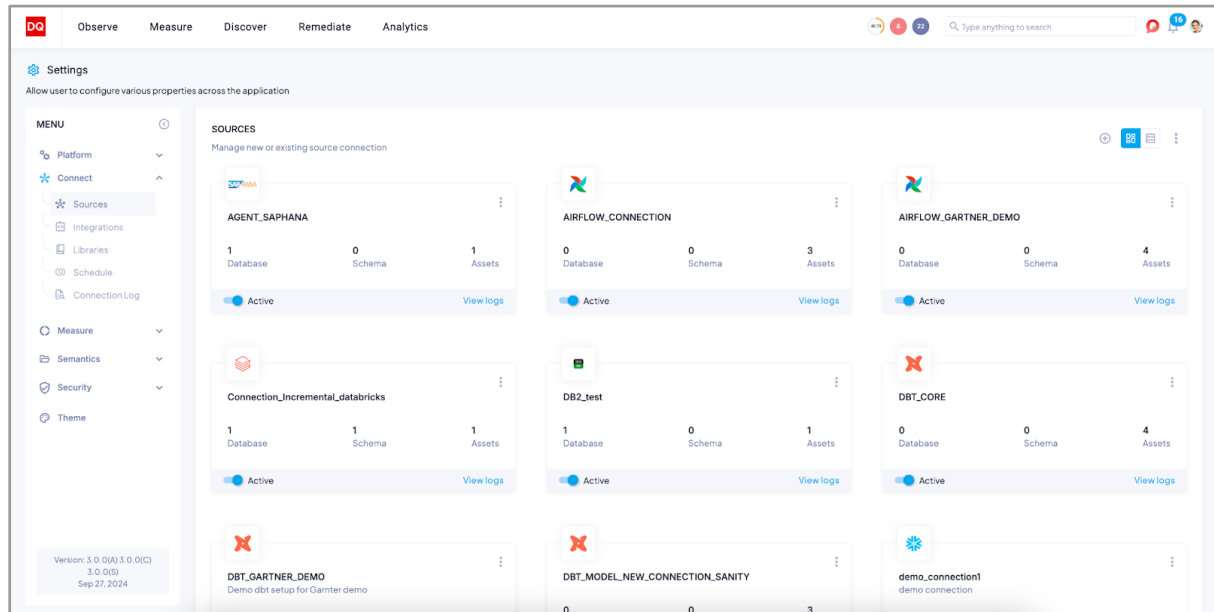 DQ
Observe
Measure
Discover
Remediate
Analytics
8
22
Type anything to search
16
Settings
Allow user to configure various properties across the application
MENU
Platform
Connect
Sources
Integrations
Libraries
Schedule
Connection Log
Measure
Semantics
Security
Theme
Version: 3.0.0(A) 3.0.0(C)
3.0.0(S)
Sep 27, 2024
SOURCES
Manage new or existing source connection
SAP HANA
AGENT_SAPHANA
1 0 1
Database Schema Assets
Active View logs
AIRFLOW_CONNECTION
0 0 3
Database Schema Assets
Active View logs
AIRFLOW_GARTNER_DEMO
0 0 4
Database Schema Assets
Active View logs
Connection_Incremental_databricks
1 1 1
Database Schema Assets
Active View logs
DB2_test
1 0 1
Database Schema Assets
Active View logs
DBT_CORE
0 0 4
Database Schema Assets
Active View logs
DBT_GARTNER_DEMO
Demo dbt setup for Garnter demo
DBT_MODEL_NEW_CONNECTION_SANITY
0 0 3
demo_connection1
demo connection